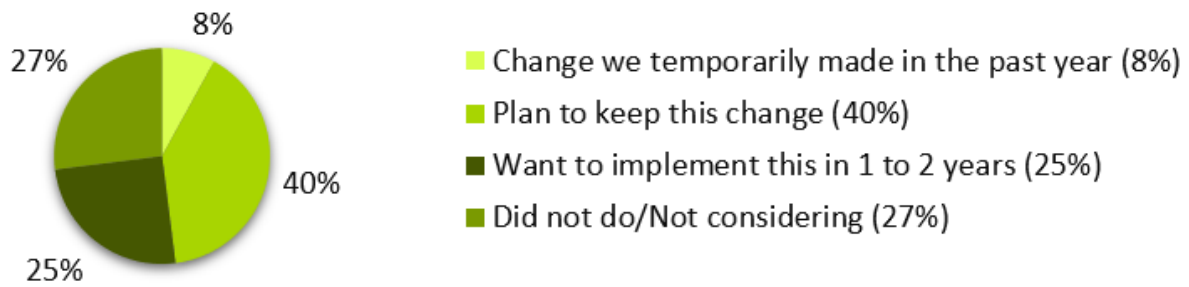 8%
27%
40%
25%
Change we temporarily made in the past year (8%)
Plan to keep this change (40%)
Want to implement this in 1 to 2 years (25%)
Did not do/Not considering (27%)